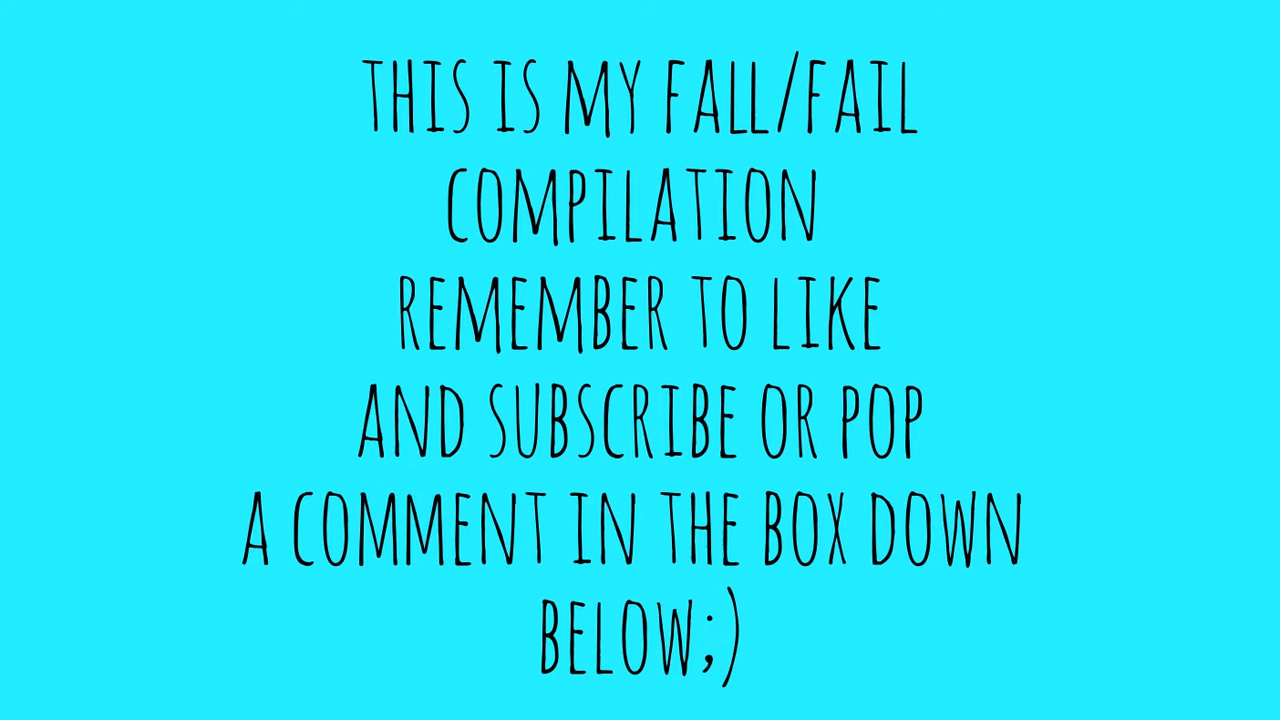 THIS IS MY FALL/FAIL
COMPILATION
REMEMBER TO LIKE
AND SUBSCRIBE OR POP
A COMMENT IN THE BOX DOWN
BELOW;)